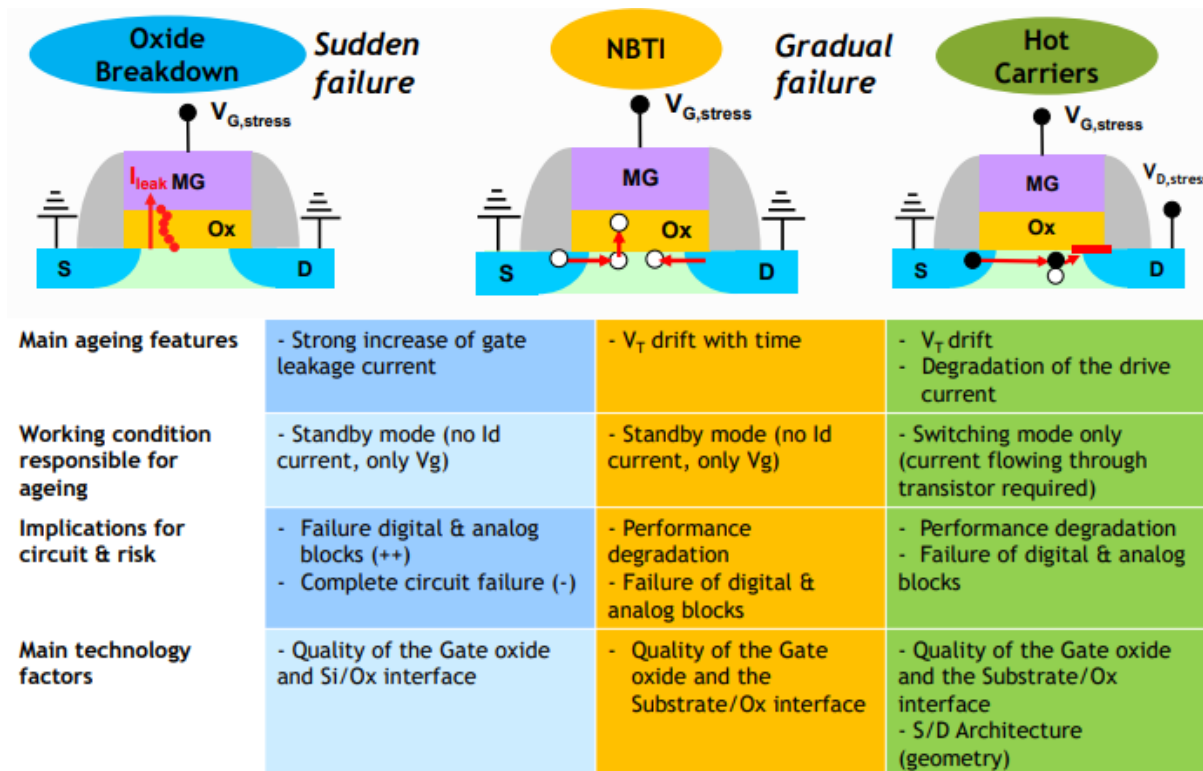 Oxide
Breakdown
Sudden
failure
NBTI
Gradual
failure
Hot
Carriers
VG,stress
Ileak
MG
Ox
S
D
VG,stress
MG
Ox
S
D
VG,stress
VD,stres
MG
Ox
S
D
Main ageing features
- Strong increase of gate
leakage current
- VT drift with time
- VT drift
- Degradation of the drive
current
Working condition
responsible for
ageing
- Standby mode (no Id
current, only Vg)
- Standby mode (no Id
current, only Vg)
- Switching mode only
(current flowing through
transistor required)
Implications for
circuit & risk
- Failure digital & analog
blocks (++)
- Complete circuit failure (-)
- Performance
degradation
- Failure of digital &
analog blocks
- Performance degradation
- Failure of digital & analog
blocks
Main technology
factors
- Quality of the Gate oxide
and Si/Ox interface
- Quality of the Gate
oxide and the
Substrate/Ox interface
- Quality of the Gate oxide
and the Substrate/Ox
interface
- S/D Architecture
(geometry)